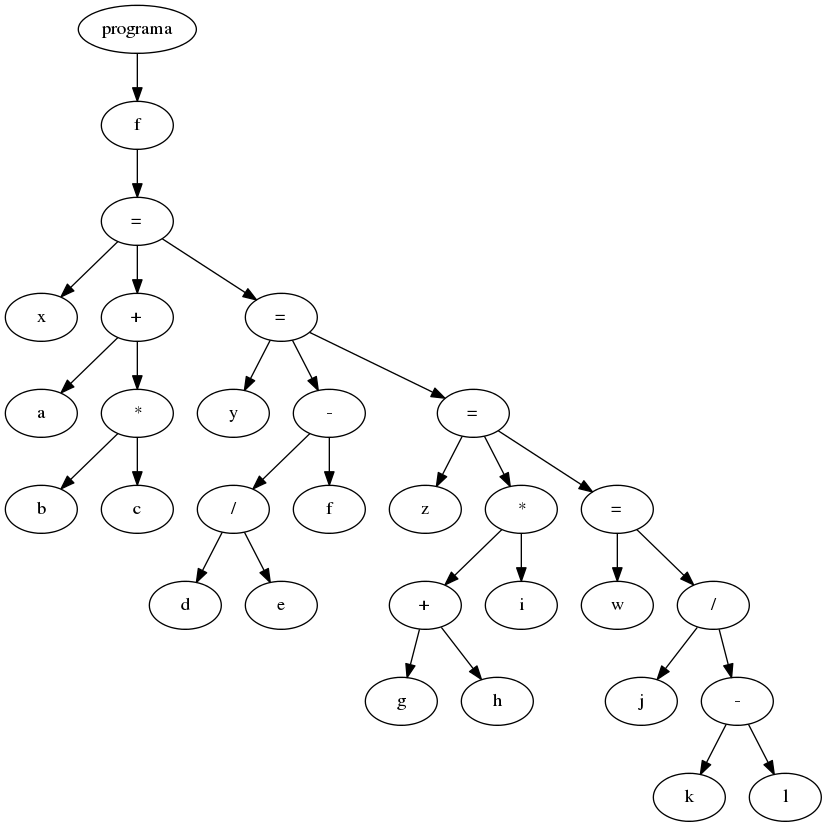 programa
f
=
x + =
a * y - =
b c / f z * =
d e + i w /
g h j -
k l